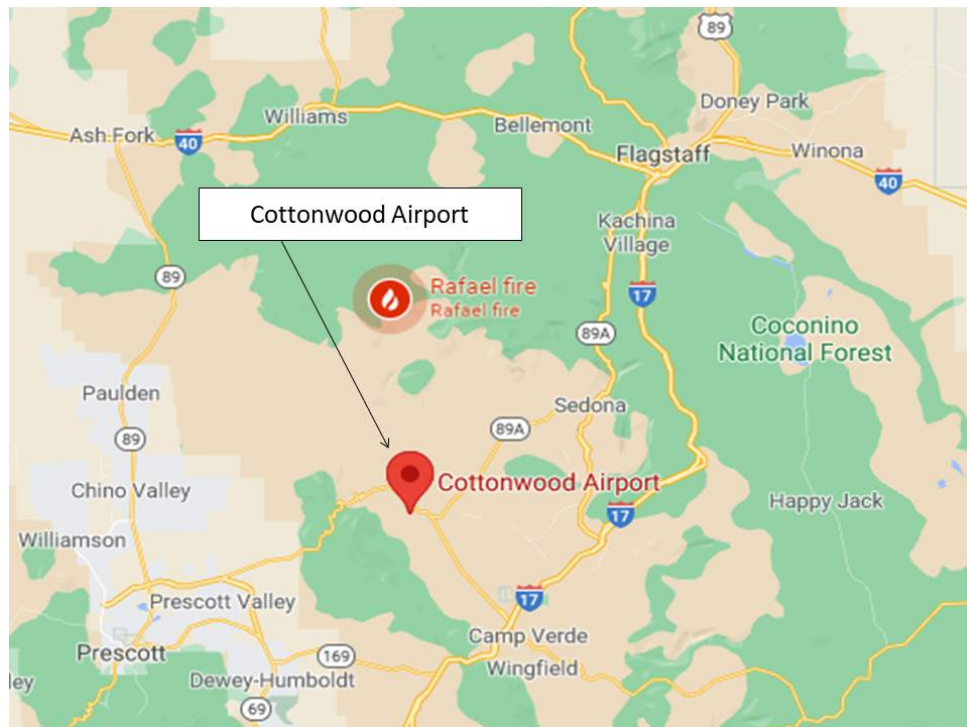 89
Doney Park
Williams
Bellemont
Ash Fork
40
Flagstaff
Winona
40
Cottonwood Airport
Kachina
Village
89
Rafael fire
Rafael fire
17
Coconino
National Forest
89A
Paulden
Sedona
89
89A
Cottonwood Airport
Chino Valley
Happy Jack
17
Williamson
Prescott Valley
17
Camp Verde
Prescott
169
Wingfield
ley
Dewey-Humboldt
69